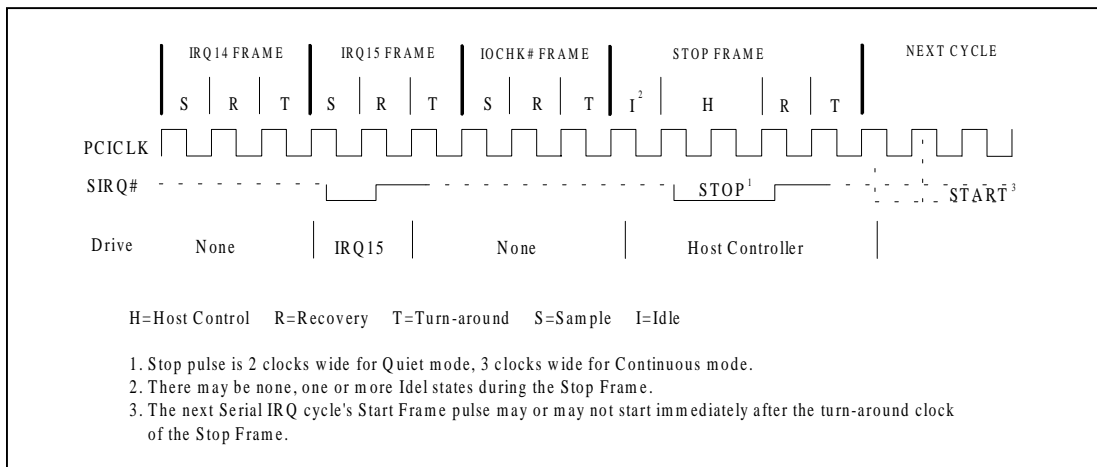 IRQ14 FRAME IRQ15 FRAME IOCHK# FRAME STOP FRAME NEXT CYCLE
S R T S R T S R T I2 H R T
PCICLK
SIRQ# STOP1 START3
Drive None IRQ15 None Host Controller
H=Host Control R=Recovery T=Turn-around S=Sample I=Idle
1. Stop pulse is 2 clocks wide for Quiet mode, 3 clocks wide for Continuous mode.
2. There may be none, one or more Idel states during the Stop Frame.
3. The next Serial IRQ cycle's Start Frame pulse may or may not start immediately after the turn-around clock
of the Stop Frame.